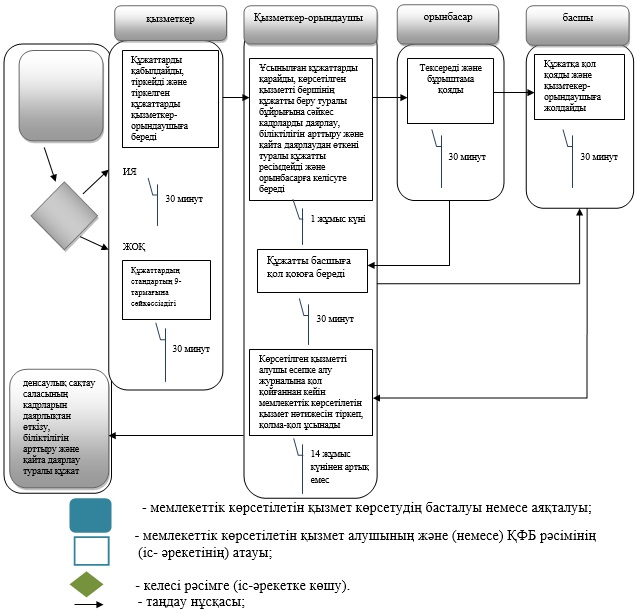 қызметкер
Қызметкер-орындаушы
орынбасар
басшы
Құжаттарды
қабылдайды,
тіркейді және
тіркелген
құжаттарды
қызметкер-
орындаушыға
береді
ИЯ
30 минут
ЖОҚ
Құжаттардың
стандартың 9-
тармағына
сәйкессіздігі
30 минут
Ұсынылған құжаттарды
қарайды, көрсетілген
қызметті бершінің
құжатты беру туралы
бұйрығына сәйкес
кадрларды даярлау,
біліктілігін арттыру және
қайта даярлаудан өткені
туралы құжатты
ресімдейді және
орынбасарға келісуге
береді
1 жұмыс күні
Құжатты басшыға
қол қоюға береді
30 минут
Көрсетілген қызметті
алушы есепке алу
журналына қол
қойғаннан кейін
мемлекеттік көрсетілетін
қызмет нәтижесін тіркеп,
қолма-қол ұсынады
14 жұмыс
күнінен артық
емес
Тексереді және
бұрыштама
қояды
30 минут
Құжатқа қол
қояды және
қызмтекер-
орындаушыға
жолдайды
30 минут
денсаулық сақтау
саласының
кадрларын
даярлықтан
өткізу,
біліктілігін
арттыру және
қайта даярлау
туралы құжат
- мемлекеттік көрсетілетін қызмет көрсетудің басталуы немесе аяқталуы;
- мемлекеттік көрсетілетін қызмет алушының және (немесе) ҚФБ рәсімінің
(іс- әрекетінің) атауы;
- келесі рәсімге (іс-әрекетке көшу).
- таңдау нұсқасы;